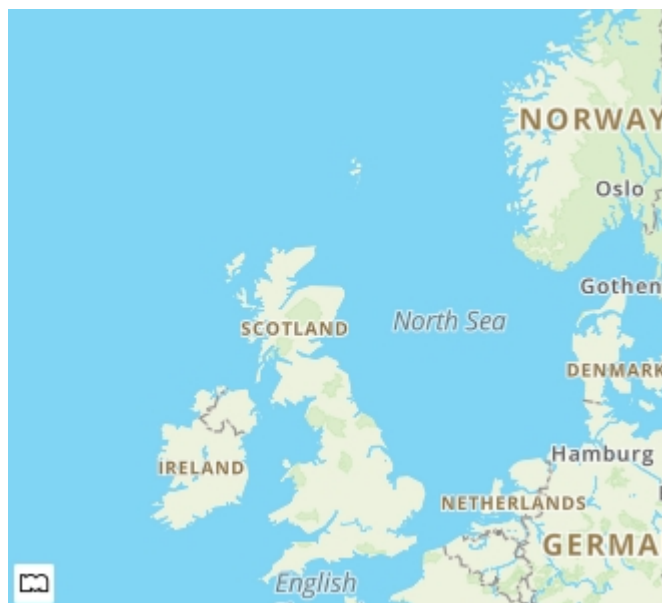 NORWAY
Oslo
Gothen
SCOTLAND
North Sea
DENMARK
Hamburg
IRELAND
NETHERLANDS
GERMA
English